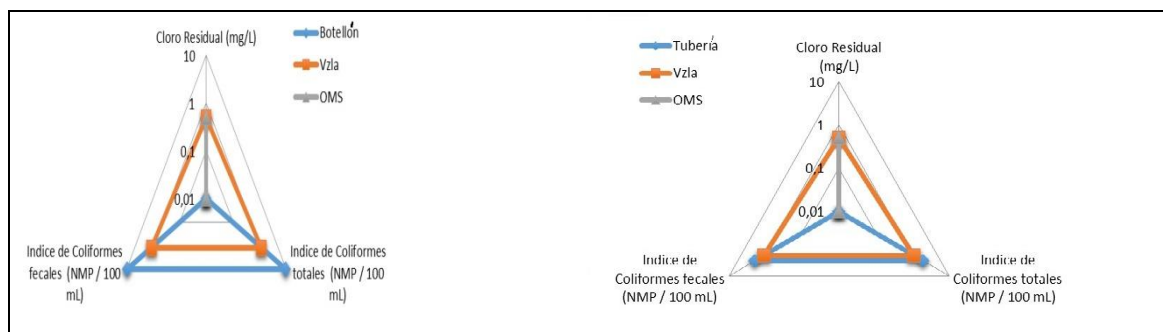 Cloro Residual (mg/L)
10
1
0,1
0,01
Botellón
Vzla
OMS
Indice de Coliformes
fecales (NMP / 100
mL)
Indice de Coliformes
totales (NMP / 100
mL)
Tubería
Vzla
OMS
Cloro Residual
(mg/L)
10
1
0,1
0,01
Indice de
Coliformes fecales
(NMP / 100 mL)
Indice de
Coliformes totales
(NMP / 100 mL)